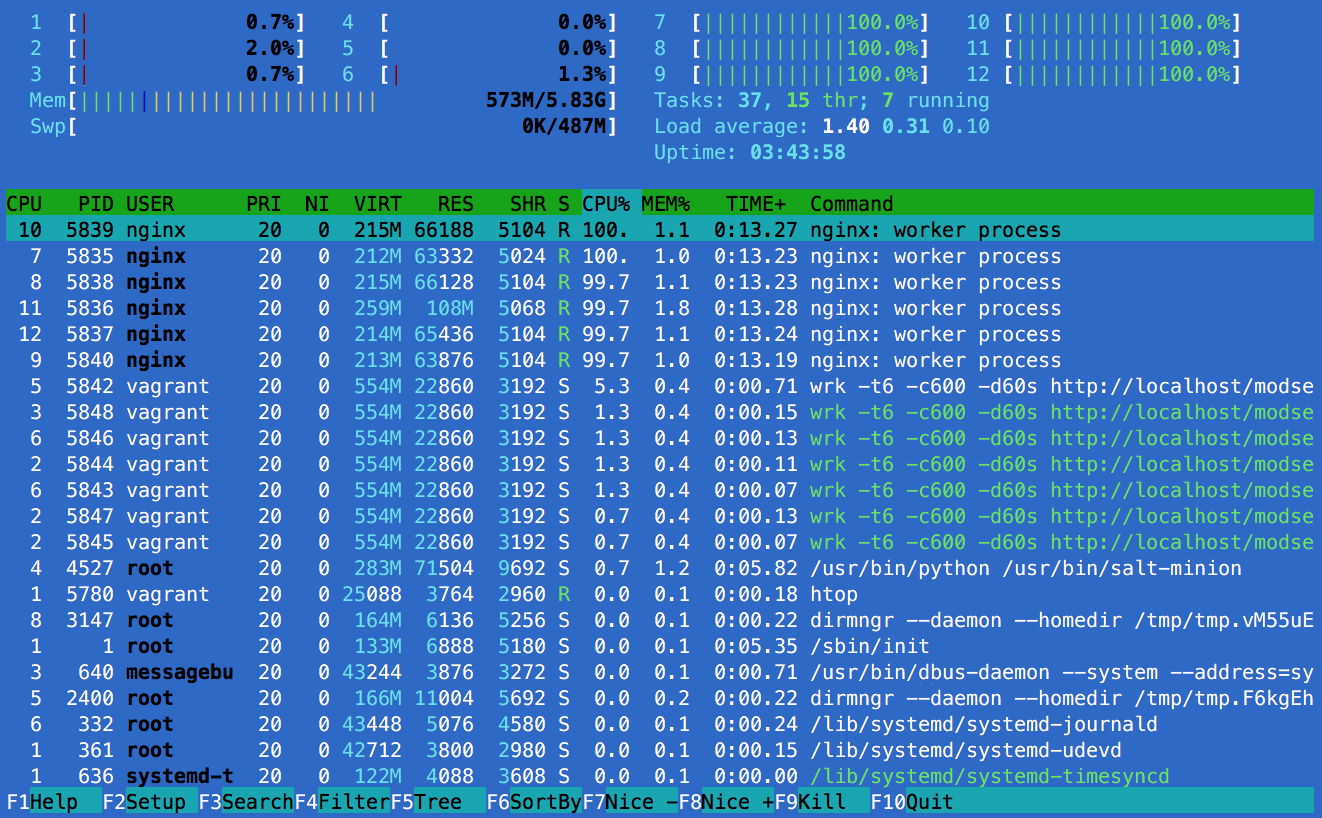 1 [| 0.7%] 4 [ 0.0%] 7 [||||||||||||100.0%] 10 [||||||||||||100.0%]
2 [| 2.0%] 5 [ 0.0%] 8 [||||||||||||100.0%] 11 [||||||||||||100.0%]
3 [| 0.7%] 6 [| 1.3%] 9 [||||||||||||100.0%] 12 [||||||||||||100.0%]
Mem[|||||||||||||||||||||||||573M/5.83G] Tasks: 37, 15 thr; 7 running
Swp[ 0K/487M] Load average: 1.40 0.31 0.10
Uptime: 03:43:58
CPU PID USER PRI NI VIRT RES SHR S CPU% MEM% TIME+ Command
10 5839 nginx 20 0 215M 66188 5104 R 100. 1.1 0:13.27 nginx: worker process
7 5835 nginx 20 0 212M 63332 5024 R 100. 1.0 0:13.23 nginx: worker process
8 5838 nginx 20 0 215M 66128 5104 R 99.7 1.1 0:13.23 nginx: worker process
11 5836 nginx 20 0 259M 108M 5068 R 99.7 1.8 0:13.28 nginx: worker process
12 5837 nginx 20 0 214M 65436 5104 R 99.7 1.1 0:13.24 nginx: worker process
9 5840 nginx 20 0 213M 63876 5104 R 99.7 1.0 0:13.19 nginx: worker process
5 5842 vagrant 20 0 554M 22860 3192 S 5.3 0.4 0:00.71 wrk -t6 -c600 -d60s http://localhost/modse
3 5848 vagrant 20 0 554M 22860 3192 S 1.3 0.4 0:00.15 wrk -t6 -c600 -d60s http://localhost/modse
6 5846 vagrant 20 0 554M 22860 3192 S 1.3 0.4 0:00.13 wrk -t6 -c600 -d60s http://localhost/modse
2 5844 vagrant 20 0 554M 22860 3192 S 1.3 0.4 0:00.11 wrk -t6 -c600 -d60s http://localhost/modse
6 5843 vagrant 20 0 554M 22860 3192 S 1.3 0.4 0:00.07 wrk -t6 -c600 -d60s http://localhost/modse
2 5847 vagrant 20 0 554M 22860 3192 S 0.7 0.4 0:00.13 wrk -t6 -c600 -d60s http://localhost/modse
2 5845 vagrant 20 0 554M 22860 3192 S 0.7 0.4 0:00.07 wrk -t6 -c600 -d60s http://localhost/modse
4 4527 root 20 0 283M 71504 9692 S 0.7 1.2 0:05.82 /usr/bin/python /usr/bin/salt-minion
1 5780 vagrant 20 0 25088 3764 2960 R 0.0 0.1 0:00.18 htop
8 3147 root 20 0 164M 6136 5256 S 0.0 0.1 0:00.22 dirmngr --daemon --homedir /tmp/tmp.vM55uE
1 1 root 20 0 133M 6888 5180 S 0.0 0.1 0:05.35 /sbin/init
3 640 messagebu 20 0 43244 3876 3272 S 0.0 0.1 0:00.71 /usr/bin/dbus-daemon --system --address=sy
5 2400 root 20 0 166M 11004 5692 S 0.0 0.2 0:00.22 dirmngr --daemon --homedir /tmp/tmp.F6kgEh
6 332 root 20 0 43448 5076 4580 S 0.0 0.1 0:00.24 /lib/systemd/systemd-journald
1 361 root 20 0 42712 3800 2980 S 0.0 0.1 0:00.15 /lib/systemd/systemd-udevd
1 636 systemd-t 20 0 122M 4088 3608 S 0.0 0.1 0:00.00 /lib/systemd/systemd-timesyncd
F1Help F2Setup F3SearchF4FilterF5Tree F6SortByF7Nice -F8Nice +F9Kill F10Quit